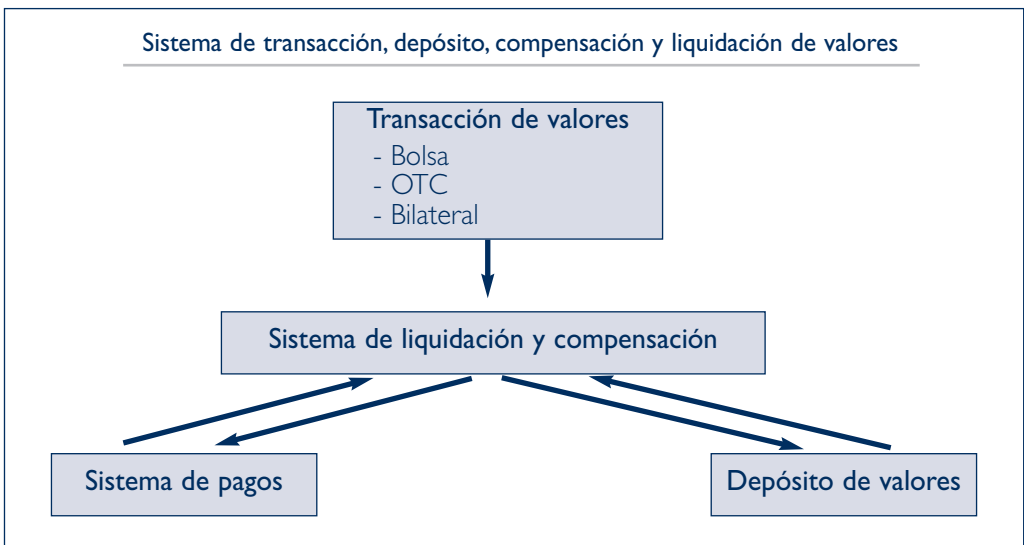 Sistema de transacción, depósito, compensación y liquidación de valores
Transacción de valores
- Bolsa
- OTC
- Bilateral
Sistema de liquidación y compensación
Sistema de pagos
Depósito de valores